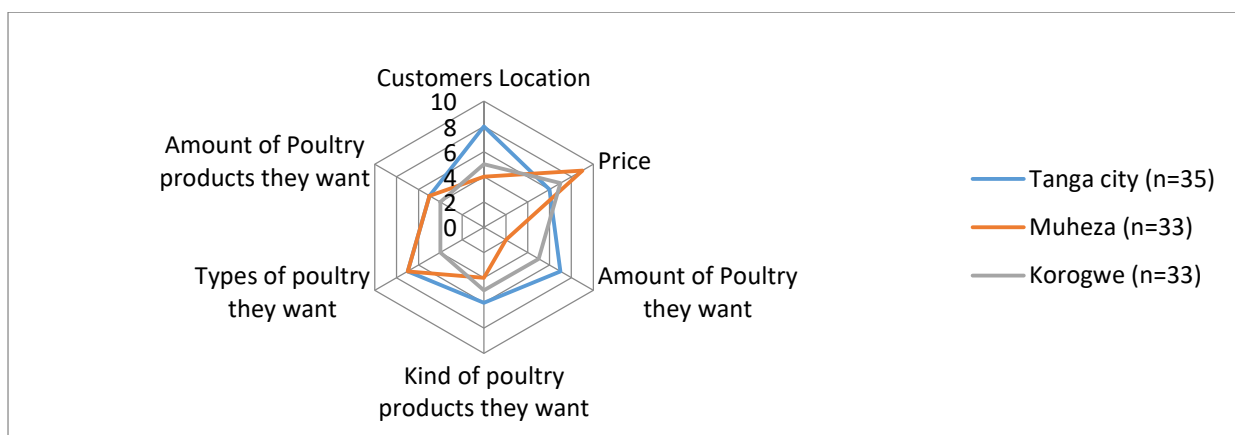 Customers Location
10
8
6
4
2
0
Price
Amount of Poultry
they want
Kind of poultry
products they want
Types of poultry
they want
Amount of Poultry
products they want
Tanga city (n=35)
Muheza (n=33)
Korogwe (n=33)